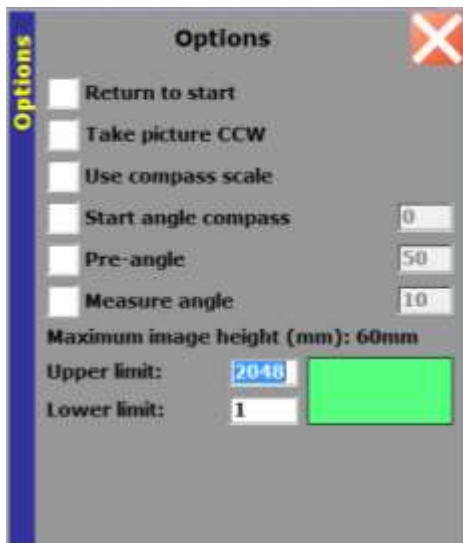 Options
Options
Return to start
Take picture CCW
Use compass scale
Start angle compass 0
Pre-angle 50
Measure angle 10
Maximum image height (mm): 60mm
Upper limit: 2048
Lower limit: 1